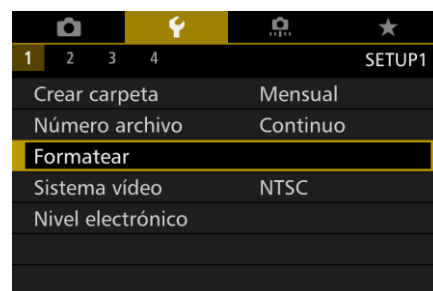 1 2 3 4 SETUP1
Crear carpeta Mensual
Número archivo Continuo
Formatear
Sistema vídeo NTSC
Nivel electrónico